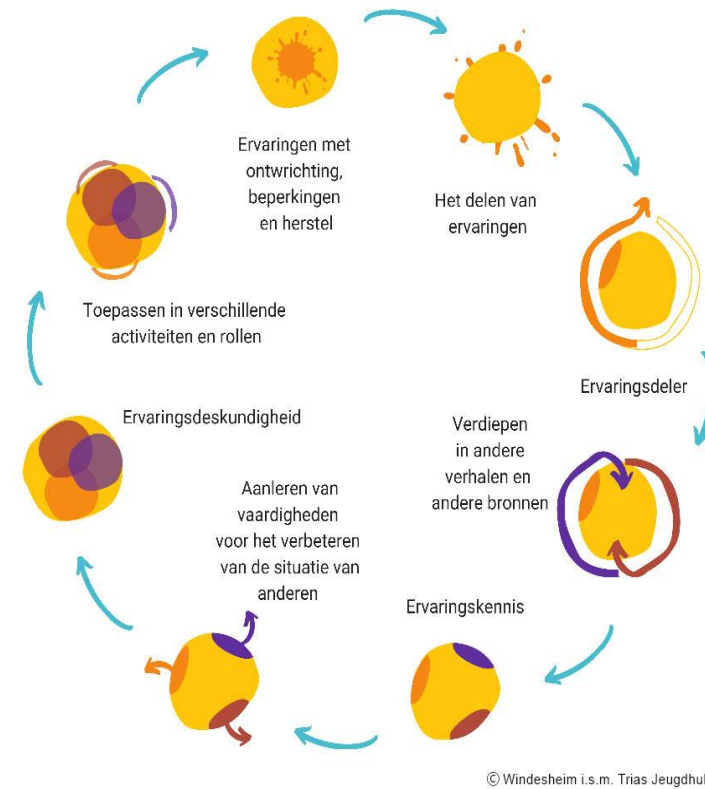 Ervaringen met
ontwrichting,
beperkingen
en herstel
Het delen van
ervaringen
Ervaringsdeler
Verdiepen
in andere
verhalen en
andere bronnen
Ervaringskennis
Aanleren van
vaardigheden
voor het verbeteren
van de situatie van
anderen
Ervaringsdeskundigheid
Toepassen in verschillende
activiteiten en rollen
© Windesheim i.s.m. Trias Jeugdhul